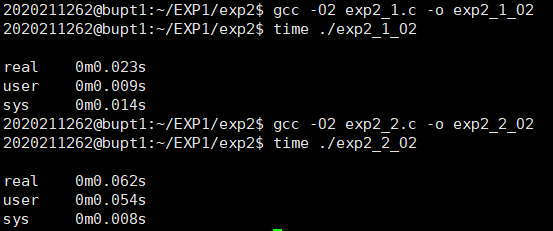 2020211262@bupt1:~/EXP1/exp2$ gcc -O2 exp2_1.c -o exp2_1_O2
2020211262@bupt1:~/EXP1/exp2$ time ./exp2_1_O2
real    0m0.023s
user    0m0.009s
sys     0m0.014s
2020211262@bupt1:~/EXP1/exp2$ gcc -O2 exp2_2.c -o exp2_2_O2
2020211262@bupt1:~/EXP1/exp2$ time ./exp2_2_O2
real    0m0.062s
user    0m0.054s
sys     0m0.008s